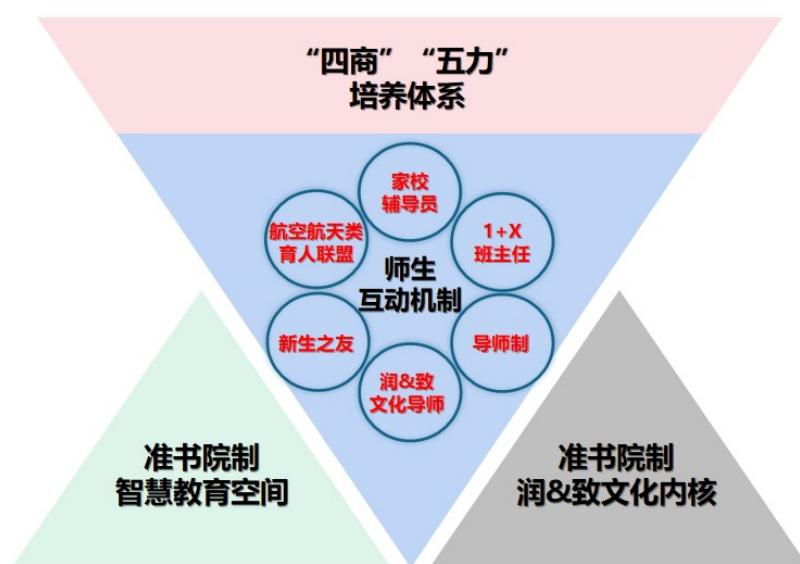 “四商”“五力”
培养体系
家校
辅导员
航空航天类
育人联盟
1+X
班主任
师生
互动机制
新生之友
导师制
润&致
文化导师
准书院制
智慧教育空间
准书院制
润&致文化内核